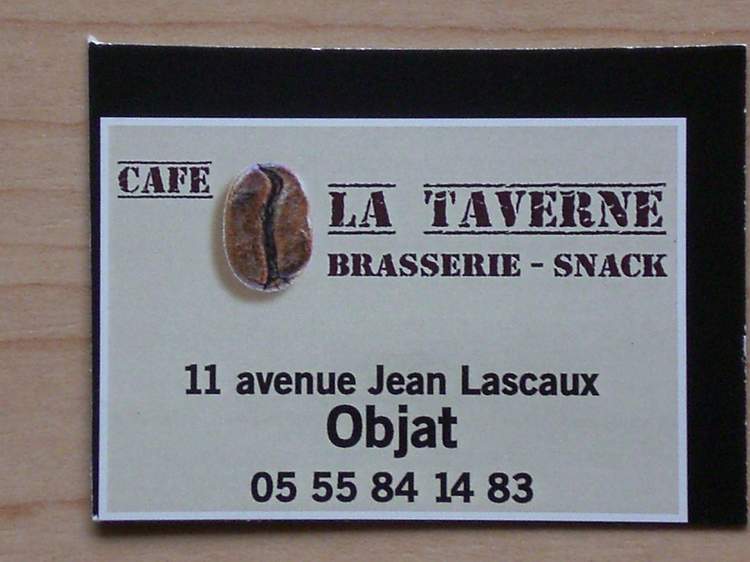 CAFE
LA TAVERNE
BRASSERIE - SNACK
11 avenue Jean Lascaux
Objat
05 55 84 14 83